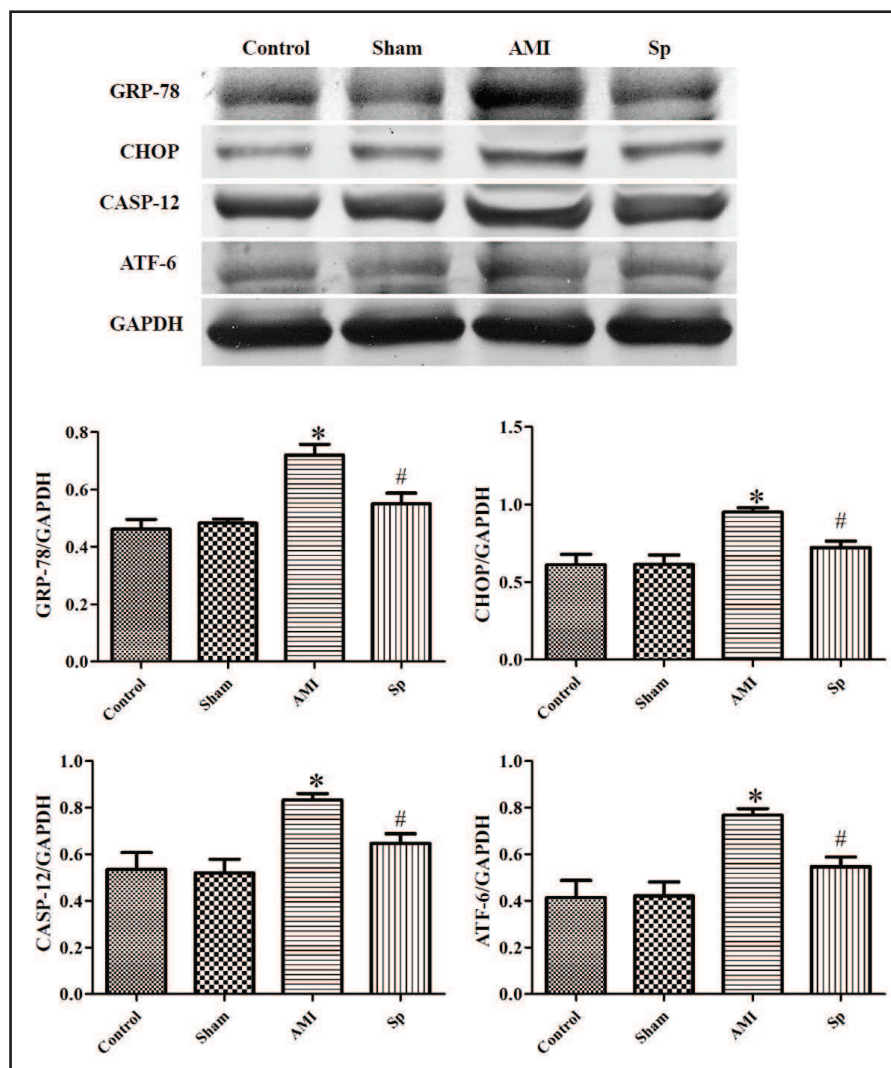 Control Sham AMI Sp
GRP-78
CHOP
CASP-12
ATF-6
GAPDH
GRP-78/GAPDH
0.8
0.6
0.4
0.2
0.0
*
#
Control Sham AMI Sp
CHOP/GAPDH
1.5
1.0
0.5
0.0
*
#
Control Sham AMI Sp
CASP-12/GAPDH
1.0
0.8
0.6
0.4
0.2
0.0
*
#
Control Sham AMI Sp
ATF-6/GAPDH
1.0
0.8
0.6
0.4
0.2
0.0
*
#
Control Sham AMI Sp